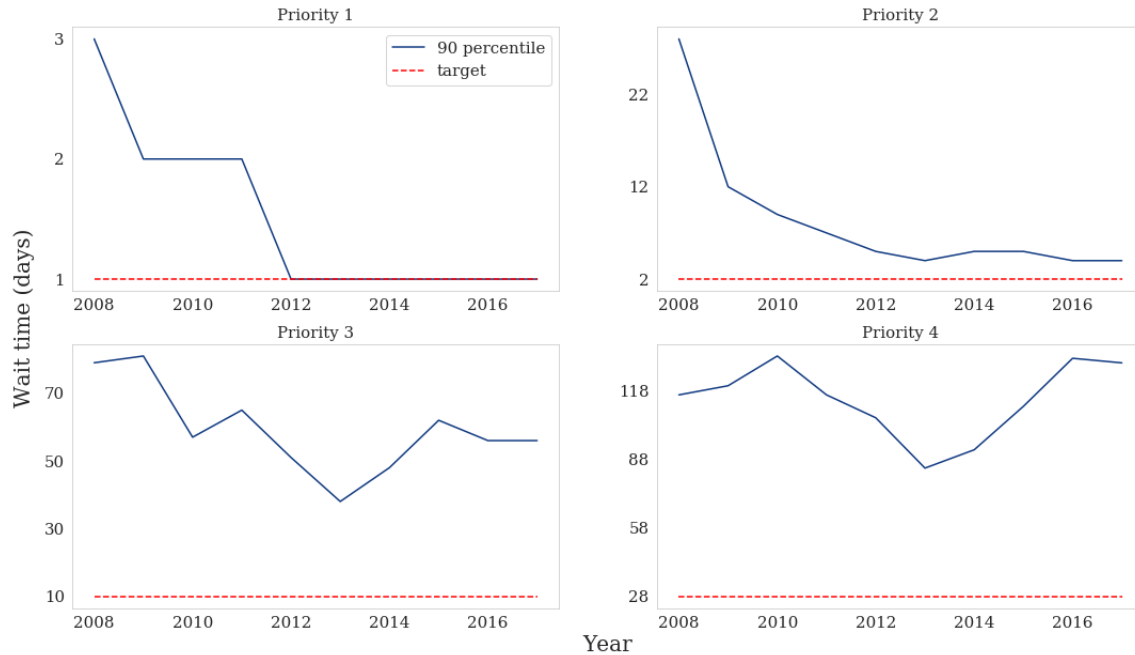 Priority 1
Priority 2
3
2
1
90 percentile
target
22
12
2
2008 2010 2012 2014 2016
2008 2010 2012 2014 2016
Priority 3
Priority 4
Wait time (days)
70
50
30
10
118
88
58
28
2008 2010 2012 2014 2016
2008 2010 2012 2014 2016
Year